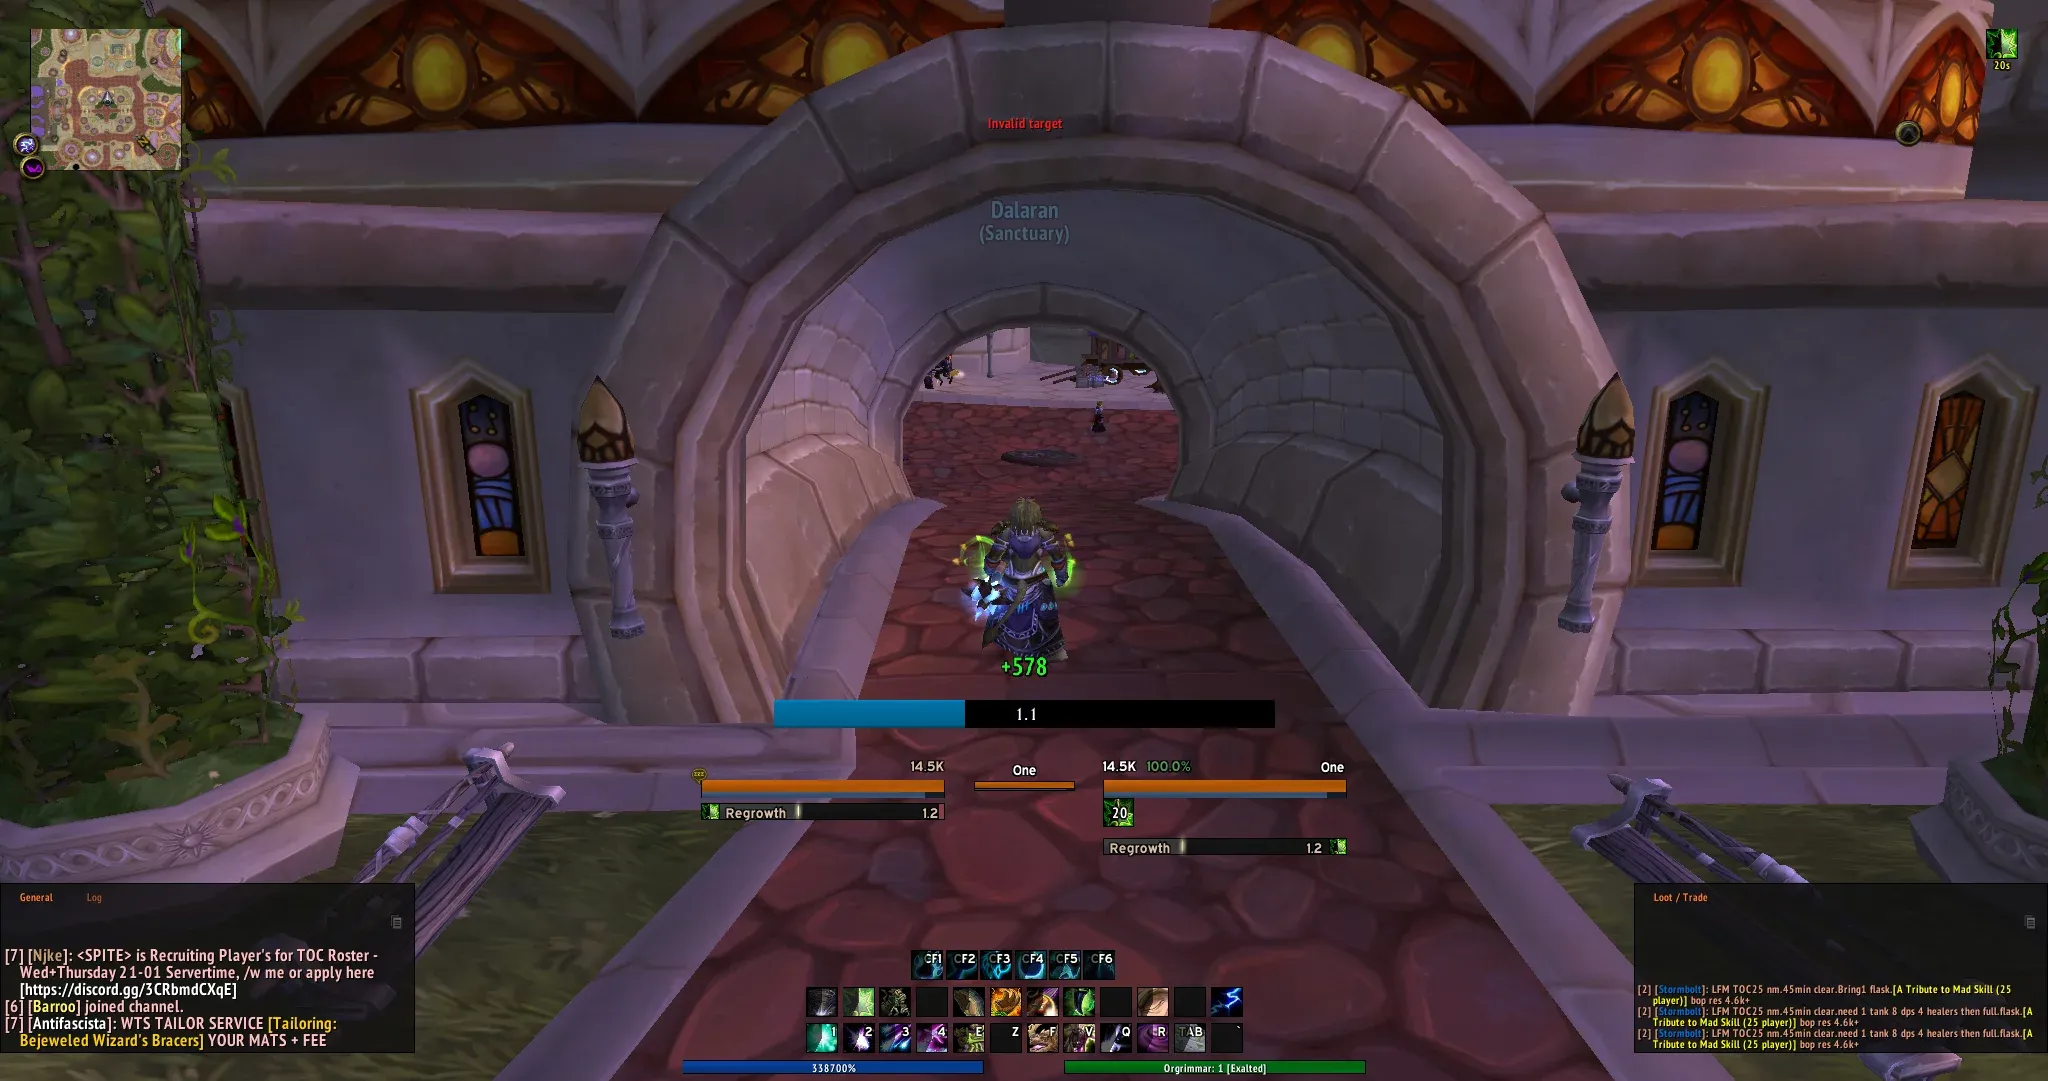 20s
Invalid target
Dalaran
(Sanctuary)
+578
1.1
14.5K
One
14.5K 100.0% One
Regrowth 1.2
20
Regrowth 1.2
General Log
[7] [Njke]: <SPITE> is Recruiting Player's for TOC Roster -
Wed+Thursday 21-01 Servertime, /w me or apply here
[https://discord.gg/3CRbmdCXqE]
[6] [Barroo] joined channel.
[7] [Antifascista]: WTS TAILOR SERVICE [Tailoring:
Bejeweled Wizard's Bracers] YOUR MATS + FEE
Loot / Trade
[2] [Stormbolt]: LFM TOC25 nm.45min clear.Bring1 flask.[A Tribute to Mad Skill (25
player)] bop res 4.6k+
[2] [Stormbolt]: LFM TOC25 nm.45min clear.need 1 tank 8 dps 4 healers then full.flask.[A
Tribute to Mad Skill (25 player)] bop res 4.6k+
[2] [Stormbolt]: LFM TOC25 nm.45min clear.need 1 tank 8 dps 4 healers then full.flask.[A
Tribute to Mad Skill (25 player)] bop res 4.6k+
CF1 CF2 CF3 CF4 CF5 CF6
1 2 3 4 E Z F V Q R TAB `
338700%
Orgrimmar: 1 [Exalted]